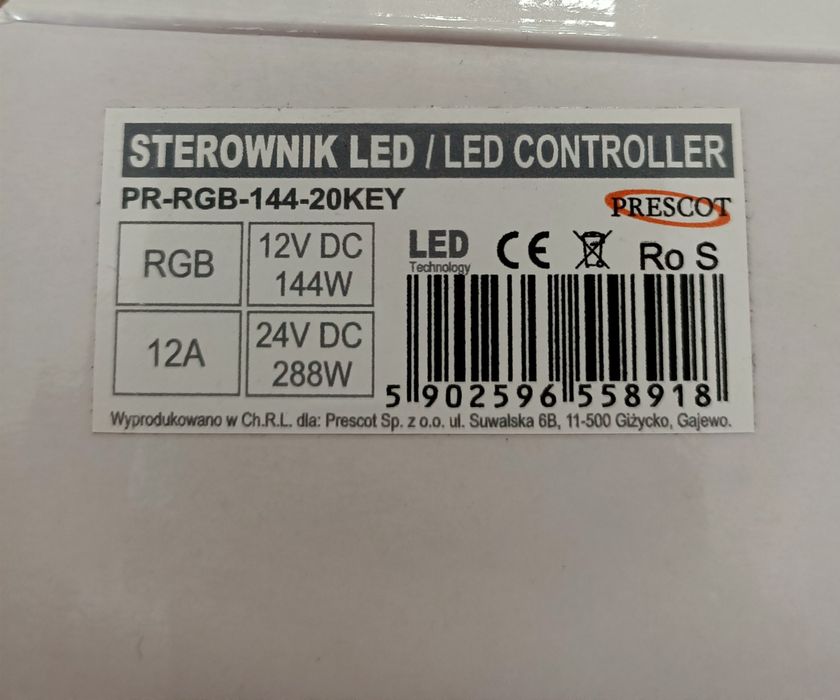 STEROWNIK LED / LED CONTROLLER
PR-RGB-144-20KEY
PRESCOT
RGB
12V DC
144W
12A
24V DC
288W
LED
Technology
CE
Ro S
5 902596 558918
Wyprodukowano w Ch.R.L. dla: Prescot Sp. z o.o. ul. Suwalska 6B, 11-500 Giżycko, Gajewo.